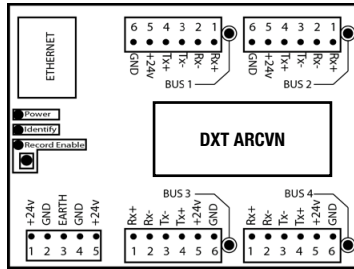 ETHERNET
6 5 4 3 2 1
GND +24v Tx+ Tx- Rx- Rx+
BUS 1
6 5 4 3 2 1
GND +24v Tx+ Tx- Rx- Rx+
BUS 2
Power
Identify
Record Enable
DXT ARCVN
+24v GND EARTH GND +24v
1 2 3 4 5
BUS 3
Rx+ Rx- Tx- Tx+ +24v GND
1 2 3 4 5 6
BUS 4
Rx+ Rx- Tx- Tx+ +24v GND
1 2 3 4 5 6